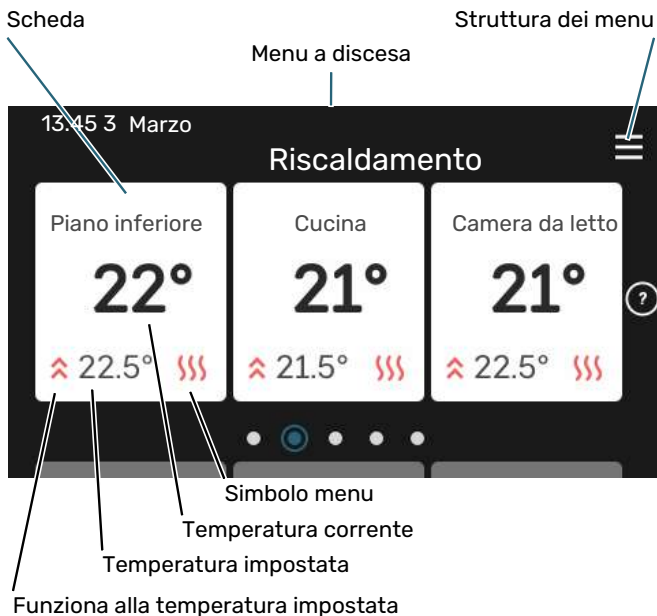 Scheda
Struttura dei menu
Menu a discesa
13.45 3 Marzo
Riscaldamento
Piano inferiore
Cucina
Camera da letto
22°
21°
21°
?
22.5°
21.5°
22.5°
Simbolo menu
Temperatura corrente
Temperatura impostata
Funziona alla temperatura impostata